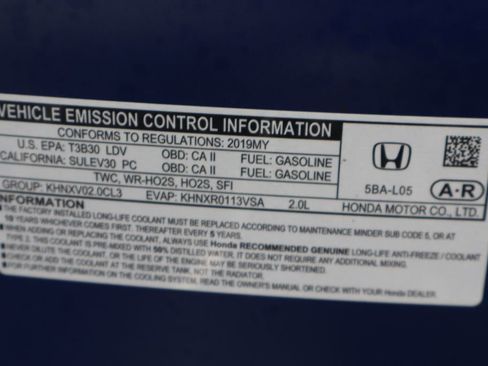 VEHICLE EMISSION CONTROL INFORMATION
CONFORMS TO REGULATIONS: 2019MY
U.S. EPA: T3B30 LDV OBD: CA II FUEL: GASOLINE
CALIFORNIA: SULEV30 PC OBD: CA II FUEL: GASOLINE
TWC, WR-HO2S, HO2S, SFI
GROUP: KHNXV02.0CL3 EVAP: KHNXR0113VSA 2.0L
5BA-L05 A-R
HONDA MOTOR CO., LTD.
INFORMATION
THE FACTORY INSTALLED LONG-LIFE COOLANT MUST BE REPLACED ACCORDING TO MAINTENANCE MINDER SUB CODE 5, OR AT
10 YEARS WHICHEVER COMES FIRST. THEREAFTER EVERY 5 YEARS.
WHEN ADDING OR REPLACING COOLANT, ALWAYS USE Honda RECOMMENDED GENUINE LONG-LIFE ANTI-FREEZE / COOLANT
TYPE 2. THIS COOLANT IS PRE-MIXED WITH 50% DISTILLED WATER, IT DOES NOT REQUIRE ANY ADDITIONAL MIXING.
THE COOLANT, OR THE LIFE OF THE ENGINE MAY BE SERIOUSLY SHORTENED.
ADD COOLANT AT THE RESERVE TANK, NOT THE RADIATOR.
FOR FURTHER INFORMATION ON THE COOLING SYSTEM, READ THE OWNER'S MANUAL OR CHECK WITH YOUR Honda DEALER.